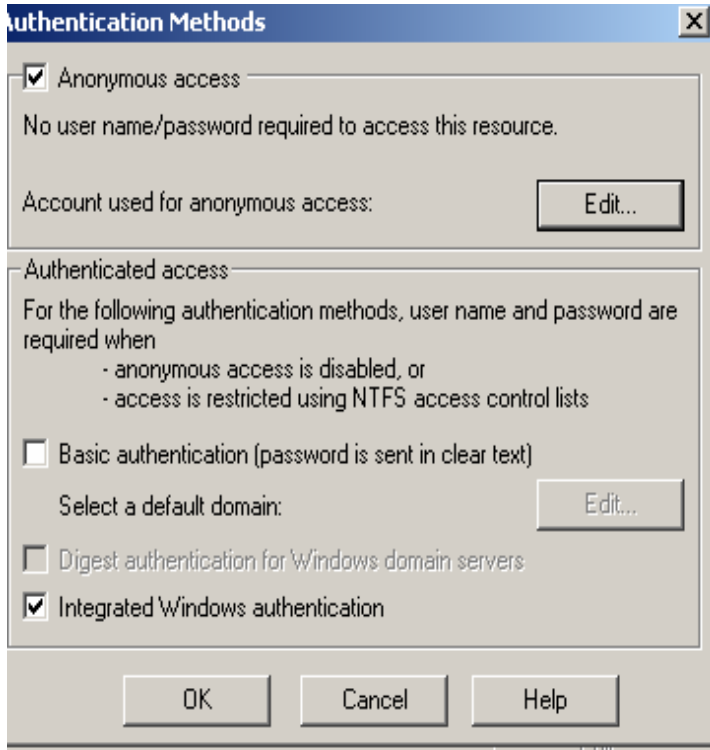 Authentication Methods
Anonymous access
No user name/password required to access this resource.
Account used for anonymous access:
Edit...
Authenticated access
For the following authentication methods, user name and password are
required when
- anonymous access is disabled, or
- access is restricted using NTFS access control lists
Basic authentication (password is sent in clear text)
Select a default domain:
Edit...
Digest authentication for Windows domain servers
Integrated Windows authentication
OK
Cancel
Help